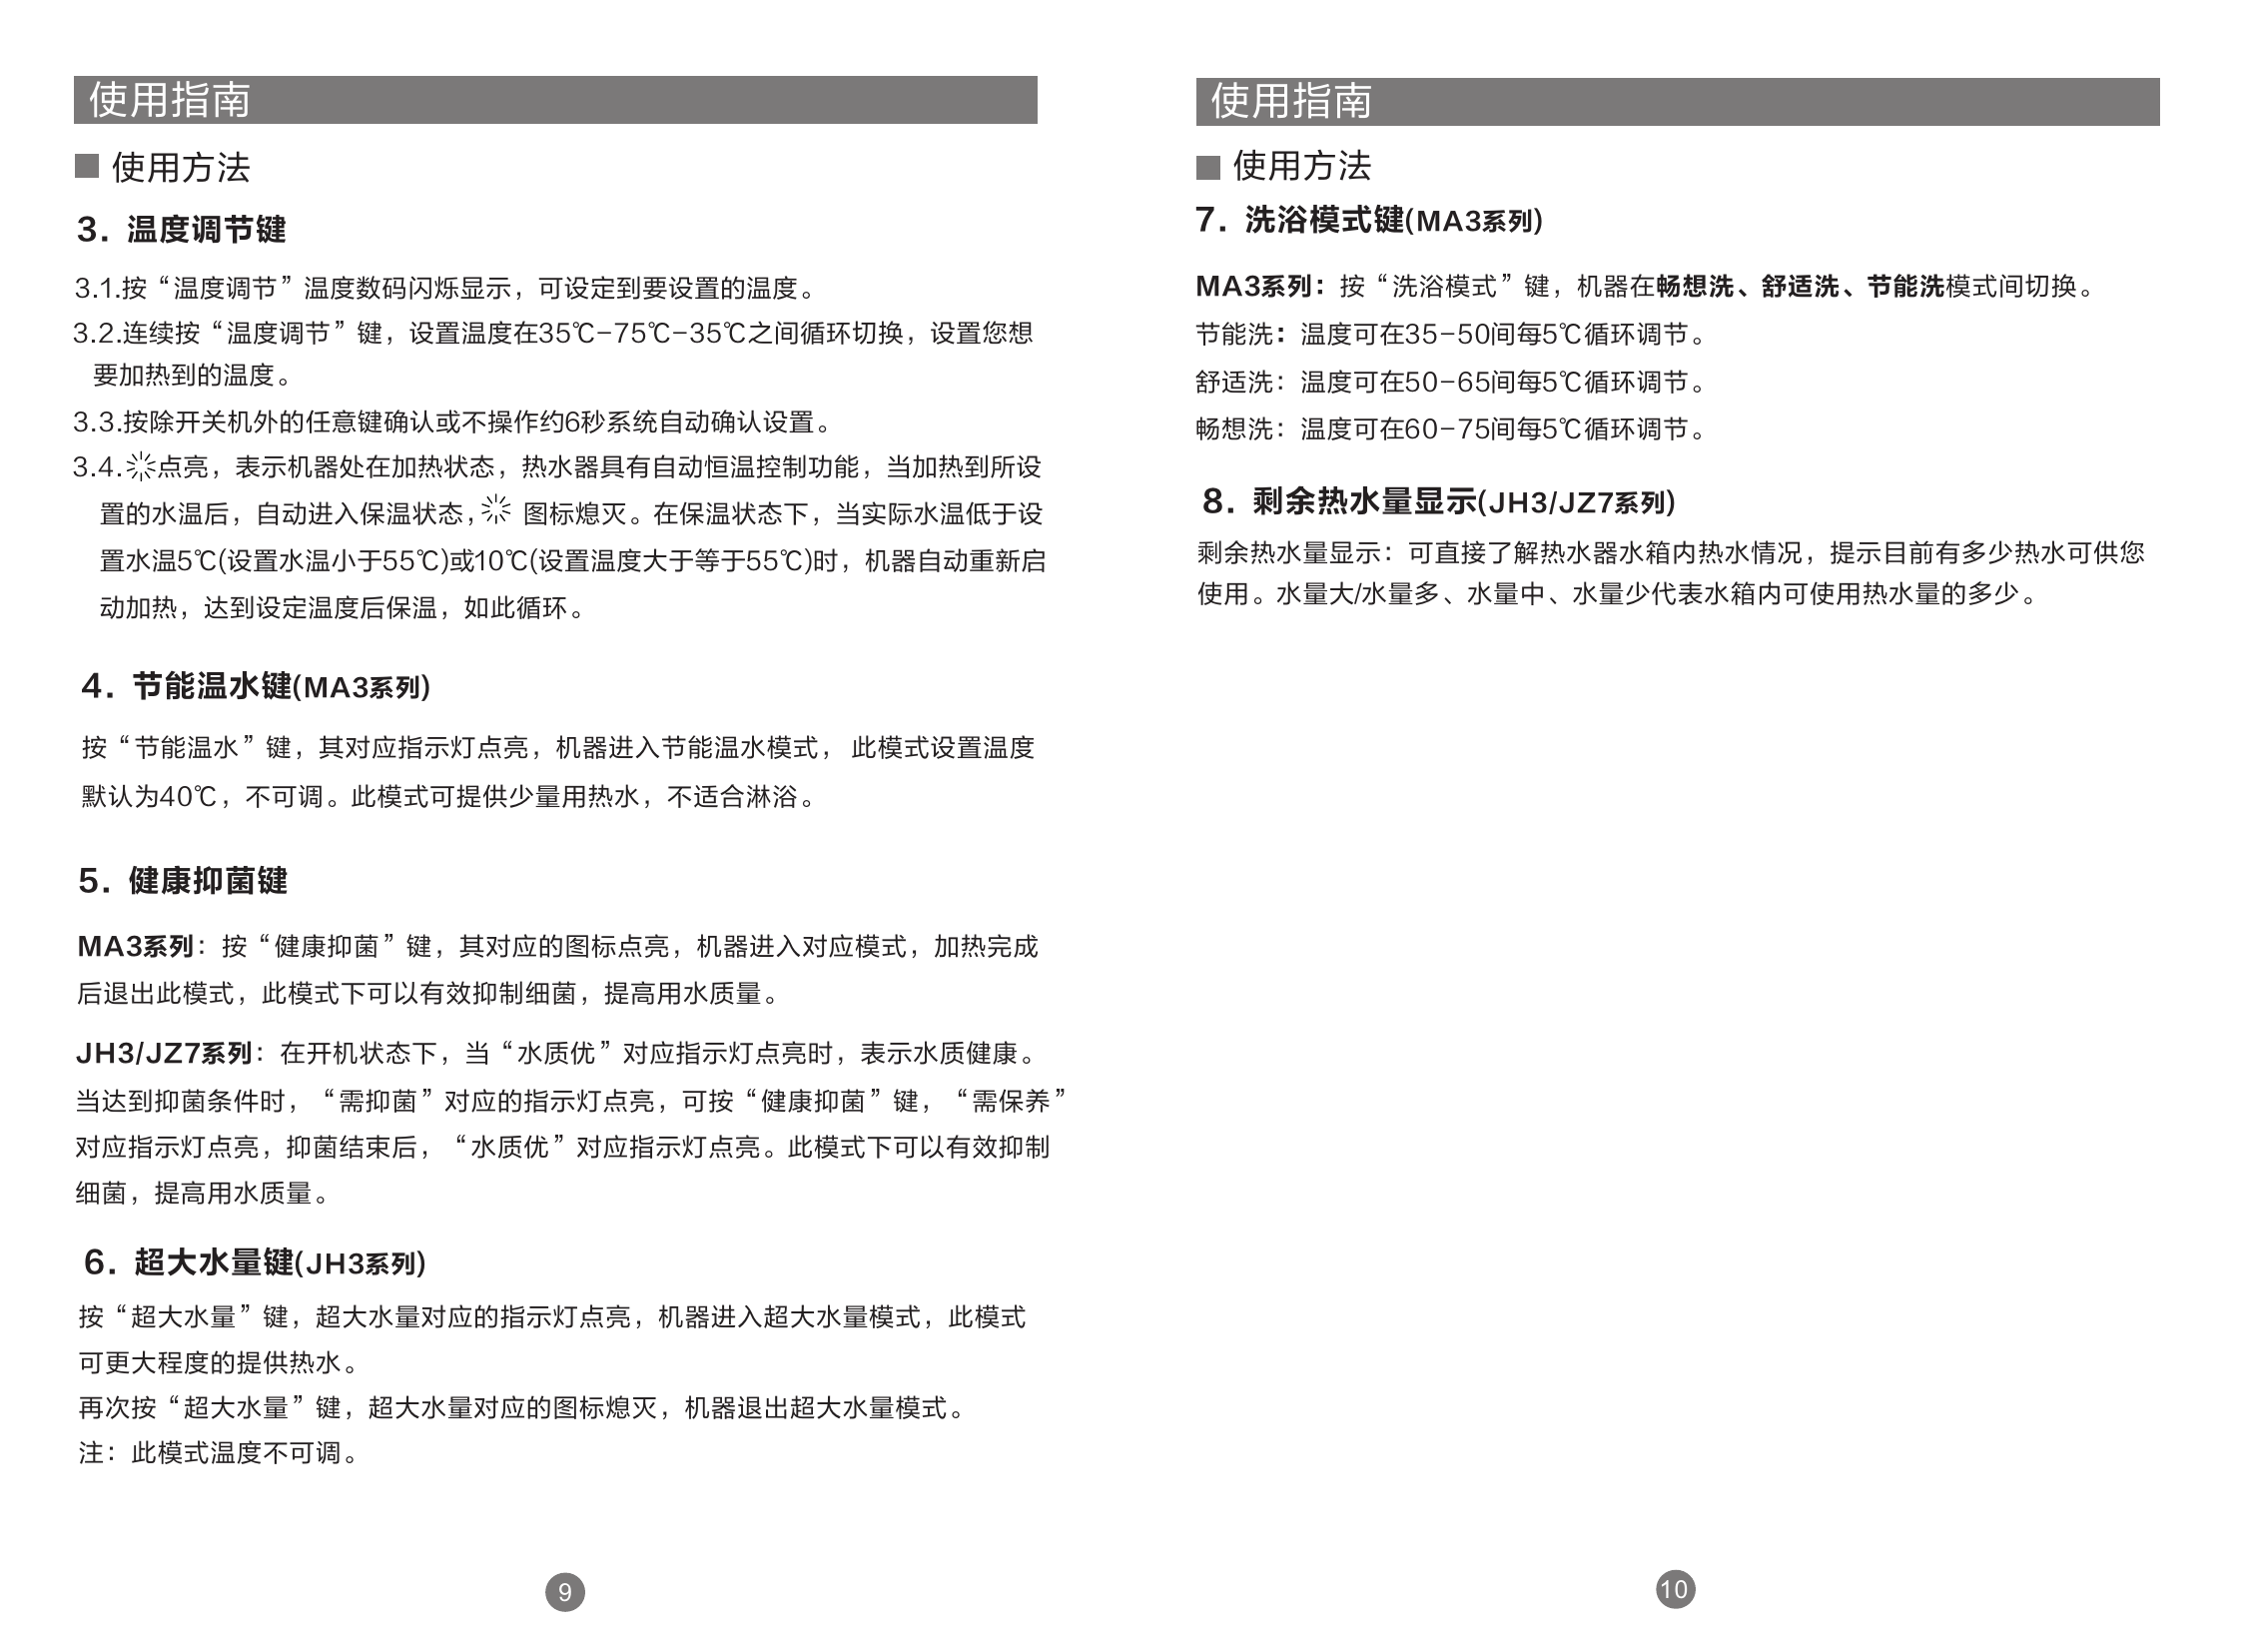 使用指南
使用方法
3. 温度调节键
3.1.按“温度调节”温度数码闪烁显示，可设定到要设置的温度。
3.2.连续按“温度调节”键，设置温度在35℃-75℃-35℃之间循环切换，设置您想
要加热到的温度。
3.3.按除开关机外的任意键确认或不操作约6秒系统自动确认设置。
3.4.点亮，表示机器处在加热状态，热水器具有自动恒温控制功能，当加热到所设
置的水温后，自动进入保温状态，图标熄灭。在保温状态下，当实际水温低于设
置水温5℃(设置水温小于55℃)或10℃(设置温度大于等于55℃)时，机器自动重新启
动加热，达到设定温度后保温，如此循环。
4. 节能温水键(MA3系列)
按“节能温水”键，其对应指示灯点亮，机器进入节能温水模式， 此模式设置温度
默认为40℃，不可调。此模式可提供少量用热水，不适合淋浴。
5. 健康抑菌键
MA3系列：按“健康抑菌”键，其对应的图标点亮，机器进入对应模式，加热完成
后退出此模式，此模式下可以有效抑制细菌，提高用水质量。
JH3/JZ7系列：在开机状态下，当“水质优”对应指示灯点亮时，表示水质健康。
当达到抑菌条件时，“需抑菌”对应的指示灯点亮，可按“健康抑菌”键，“需保养”
对应指示灯点亮，抑菌结束后，“水质优”对应指示灯点亮。此模式下可以有效抑制
细菌，提高用水质量。
6. 超大水量键(JH3系列)
按“超大水量”键，超大水量对应的指示灯点亮，机器进入超大水量模式，此模式
可更大程度的提供热水。
再次按“超大水量”键，超大水量对应的图标熄灭，机器退出超大水量模式。
注：此模式温度不可调。
9
使用指南
使用方法
7. 洗浴模式键(MA3系列)
MA3系列：按“洗浴模式”键，机器在畅想洗、舒适洗、节能洗模式间切换。
节能洗：温度可在35-50间每5℃循环调节。
舒适洗：温度可在50-65间每5℃循环调节。
畅想洗：温度可在60-75间每5℃循环调节。
8. 剩余热水量显示(JH3/JZ7系列)
剩余热水量显示：可直接了解热水器水箱内热水情况，提示目前有多少热水可供您
使用。水量大/水量多、水量中、水量少代表水箱内可使用热水量的多少。
10